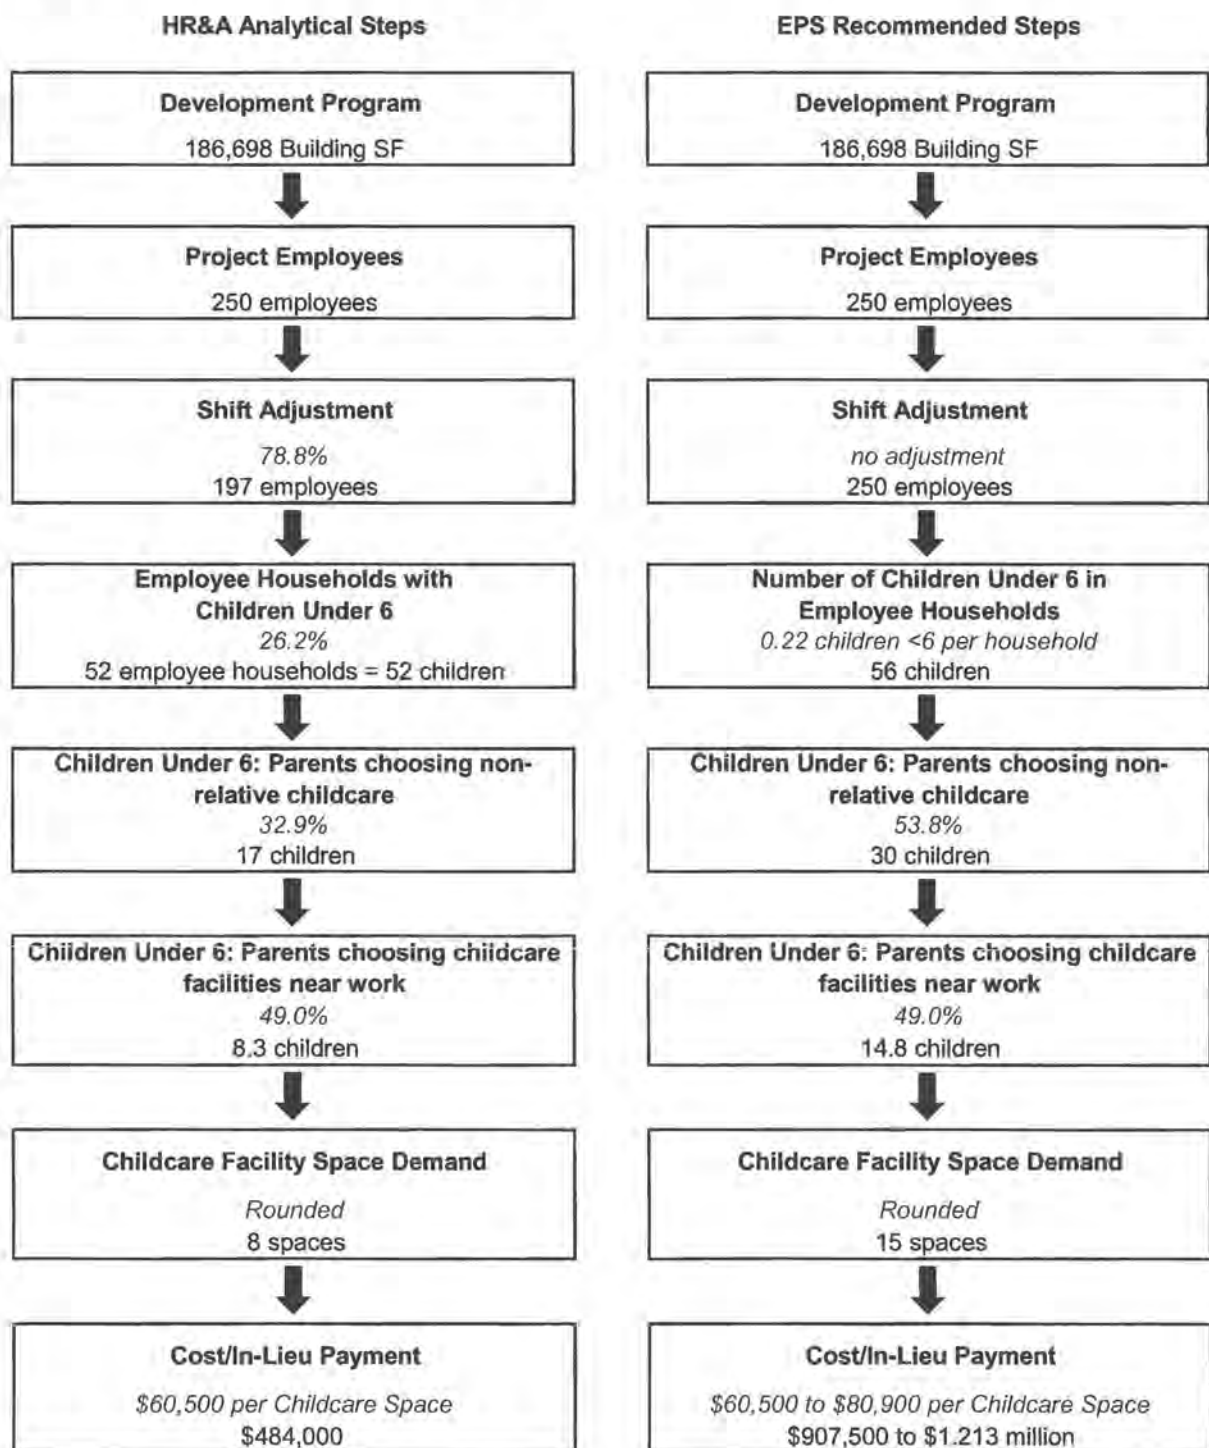 HR&A Analytical Steps
Development Program
186,698 Building SF
Project Employees
250 employees
Shift Adjustment
78.8%
197 employees
Employee Households with
Children Under 6
26.2%
52 employee households = 52 children
Children Under 6: Parents choosing non-
relative childcare
32.9%
17 children
Children Under 6: Parents choosing childcare
facilities near work
49.0%
8.3 children
Childcare Facility Space Demand
Rounded
8 spaces
Cost/In-Lieu Payment
$60,500 per Childcare Space
$484,000
EPS Recommended Steps
Development Program
186,698 Building SF
Project Employees
250 employees
Shift Adjustment
no adjustment
250 employees
Number of Children Under 6 in
Employee Households
0.22 children <6 per household
56 children
Children Under 6: Parents choosing non-
relative childcare
53.8%
30 children
Children Under 6: Parents choosing childcare
facilities near work
49.0%
14.8 children
Childcare Facility Space Demand
Rounded
15 spaces
Cost/In-Lieu Payment
$60,500 to $80,900 per Childcare Space
$907,500 to $1.213 million